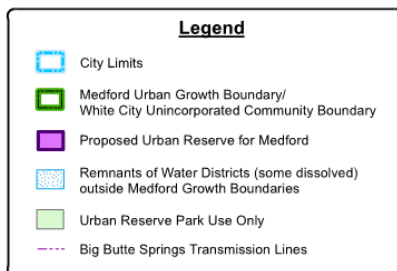 Legend
City Limits
Medford Urban Growth Boundary/
White City Unincorporated Community Boundary
Proposed Urban Reserve for Medford
Remnants of Water Districts (some dissolved)
outside Medford Growth Boundaries
Urban Reserve Park Use Only
Big Butte Springs Transmission Lines